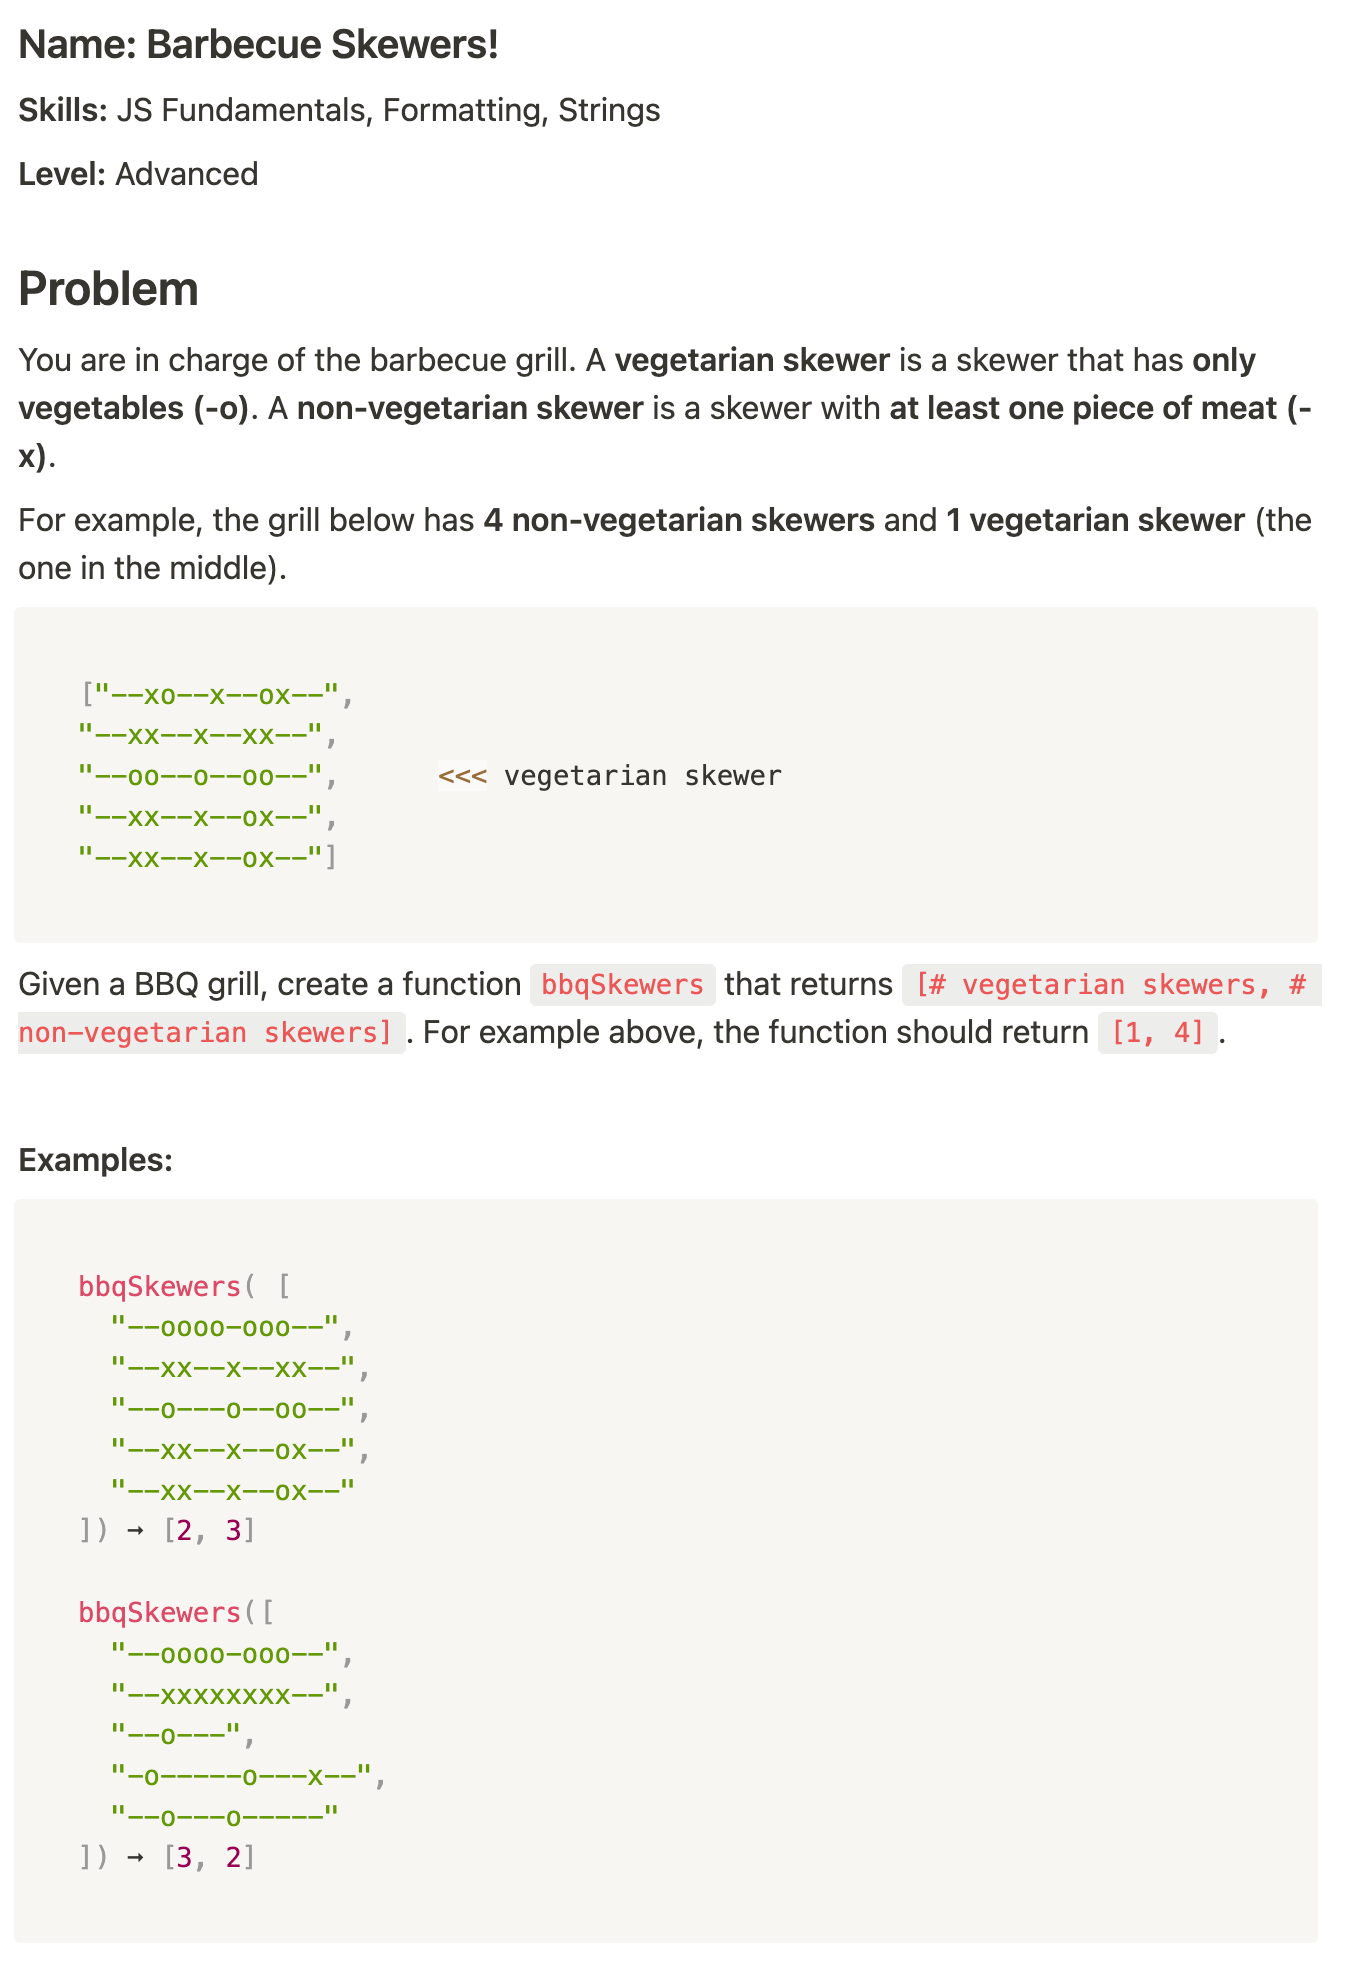 Name: Barbecue Skewers!
Skills: JS Fundamentals, Formatting, Strings
Level: Advanced
Problem
You are in charge of the barbecue grill. A vegetarian skewer is a skewer that has only
vegetables (-o). A non-vegetarian skewer is a skewer with at least one piece of meat (-
x).
For example, the grill below has 4 non-vegetarian skewers and 1 vegetarian skewer (the
one in the middle).
["--xo--x--ox--",
"--xx--x--xx--",
"--oo--o--oo--",      <<< vegetarian skewer
"--xx--x--ox--",
"--xx--x--ox--"]
Given a BBQ grill, create a function bbqSkewers that returns [# vegetarian skewers, #
non-vegetarian skewers]. For example above, the function should return [1, 4].
Examples:
bbqSkewers( [
  "--oooo-ooo--",
  "--xx--x--xx--",
  "--o---o--oo--",
  "--xx--x--ox--",
  "--xx--x--ox--"
]) → [2, 3]
bbqSkewers([
  "--oooo-ooo--",
  "--xxxxxxxx--",
  "--o---",
  "-o-----o---x--",
  "--o---o-----"
]) → [3, 2]